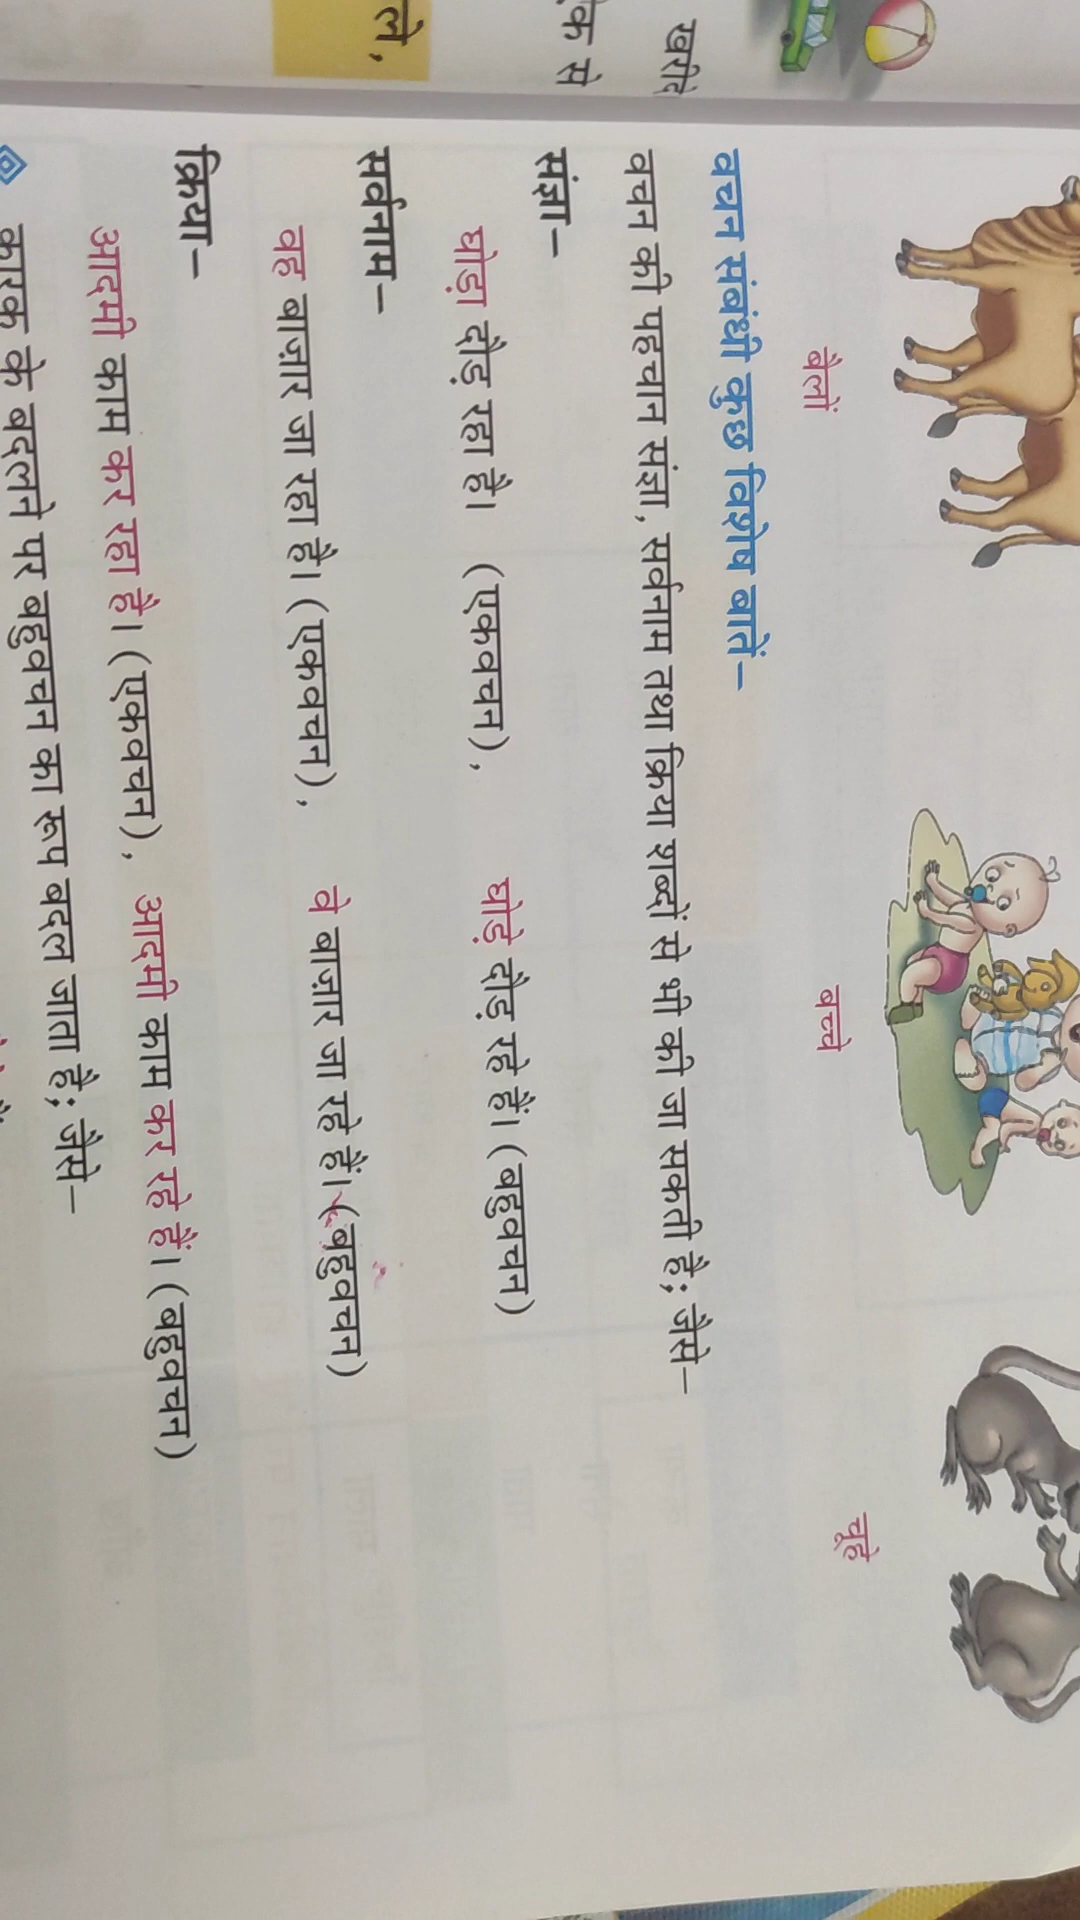 खरीद
क से
ले,
बैलों बच्चे चूहे
वचन संबंधी कुछ विशेष बातें–
वचन की पहचान संज्ञा, सर्वनाम तथा क्रिया शब्दों से भी की जा सकती है; जैसे–
संज्ञा–
घोड़ा दौड़ रहा है। (एकवचन), घोड़े दौड़ रहे हैं। (बहुवचन)
सर्वनाम–
वह बाज़ार जा रहा है। (एकवचन), वे बाज़ार जा रहे हैं। (बहुवचन)
क्रिया–
आदमी काम कर रहा है। (एकवचन), आदमी काम कर रहे हैं। (बहुवचन)
कारक के बदलने पर बहुवचन का रूप बदल जाता है; जैसे–